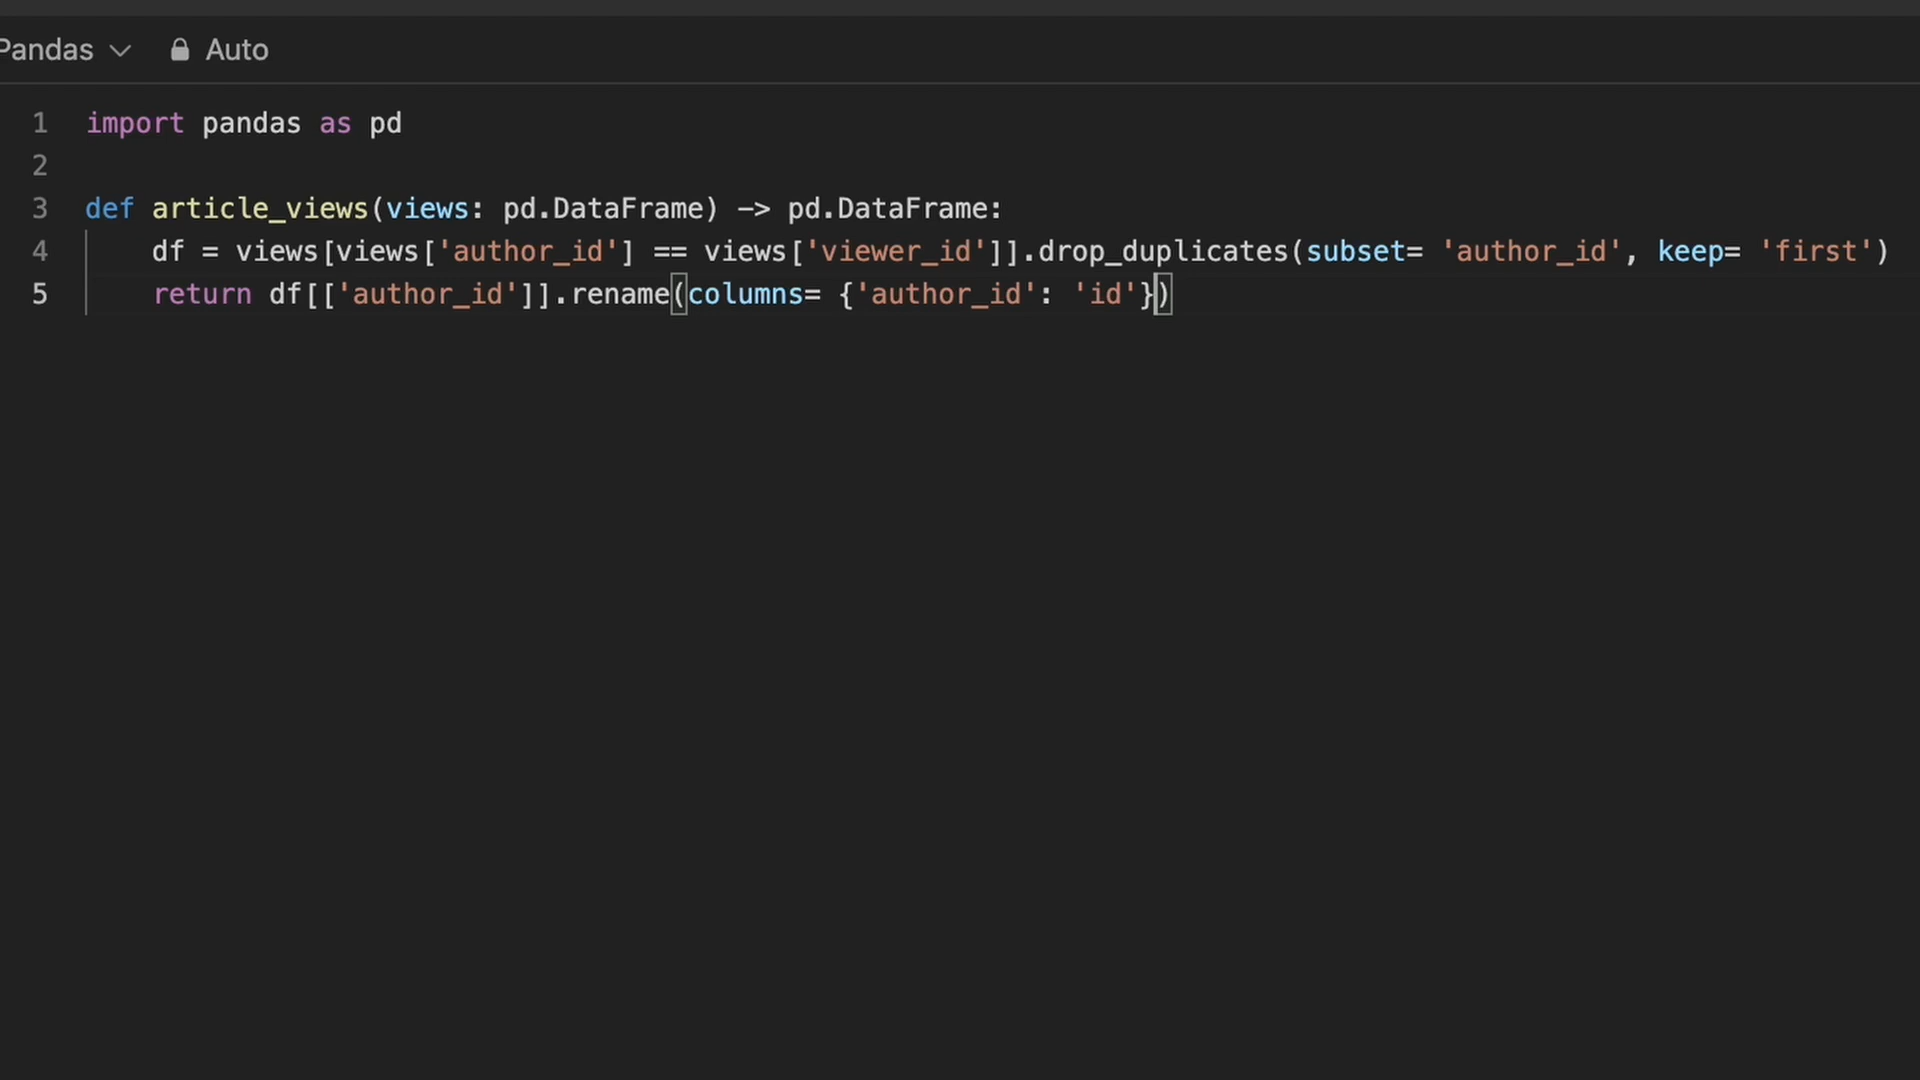 Pandas Auto
1 import pandas as pd
2
3 def article_views(views: pd.DataFrame) -> pd.DataFrame:
4 df = views[views['author_id'] == views['viewer_id']].drop_duplicates(subset= 'author_id', keep= 'first')
5 return df[['author_id']].rename(columns= {'author_id': 'id'})